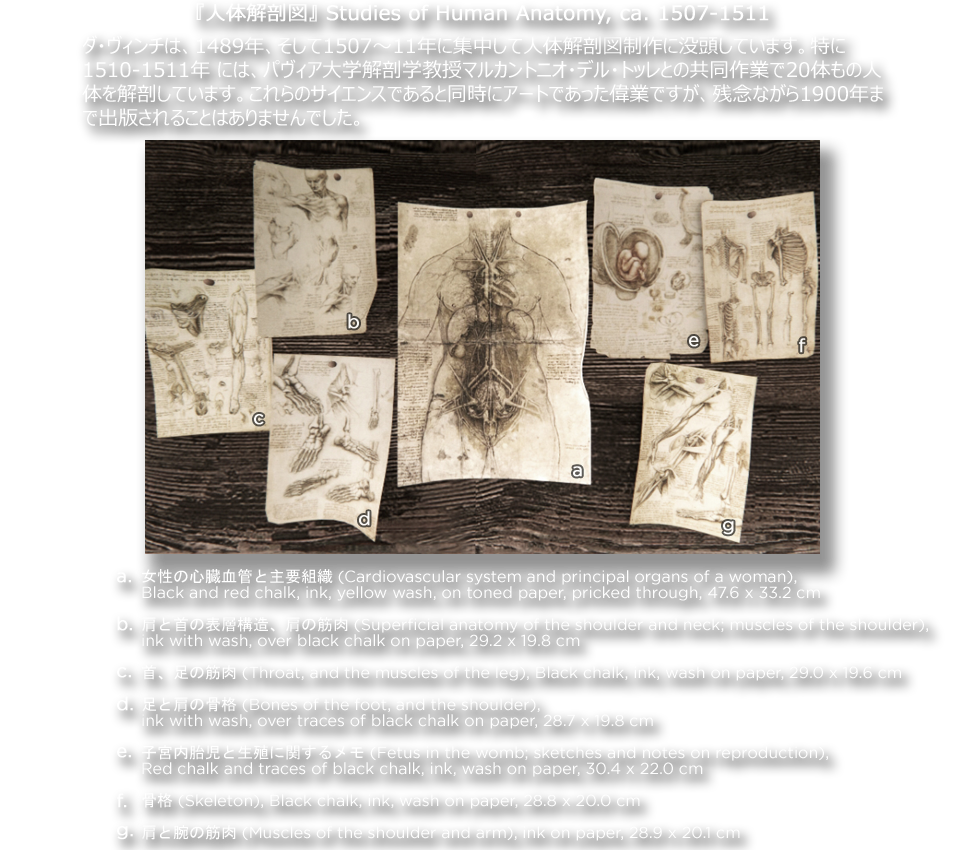 『人体解剖図』 Studies of Human Anatomy, ca. 1507-1511
ダ・ヴィンチは、1489年、そして1507〜11年に集中して人体解剖図制作に没頭しています。特に
1510-1511年 には、パヴィア大学解剖学教授マルカントニオ・デル・トッレとの共同作業で20体もの人
体を解剖しています。これらのサイエンスであると同時にアートであった偉業ですが、残念ながら1900年ま
で出版されることはありませんでした。
b
e
f
c
a
d
g
a. 女性の心臓血管と主要組織 (Cardiovascular system and principal organs of a woman),
Black and red chalk, ink, yellow wash, on toned paper, pricked through, 47.6 x 33.2 cm
b. 肩と首の表層構造、肩の筋肉 (Superficial anatomy of the shoulder and neck; muscles of the shoulder),
ink with wash, over black chalk on paper, 29.2 x 19.8 cm
c. 首、足の筋肉 (Throat, and the muscles of the leg), Black chalk, ink, wash on paper, 29.0 x 19.6 cm
d. 足と肩の骨格 (Bones of the foot, and the shoulder),
ink with wash, over traces of black chalk on paper, 28.7 x 19.8 cm
e. 子宮内胎児と生殖に関するメモ (Fetus in the womb; sketches and notes on reproduction),
Red chalk and traces of black chalk, ink, wash on paper, 30.4 x 22.0 cm
f. 骨格 (Skeleton), Black chalk, ink, wash on paper, 28.8 x 20.0 cm
g. 肩と腕の筋肉 (Muscles of the shoulder and arm), ink on paper, 28.9 x 20.1 cm